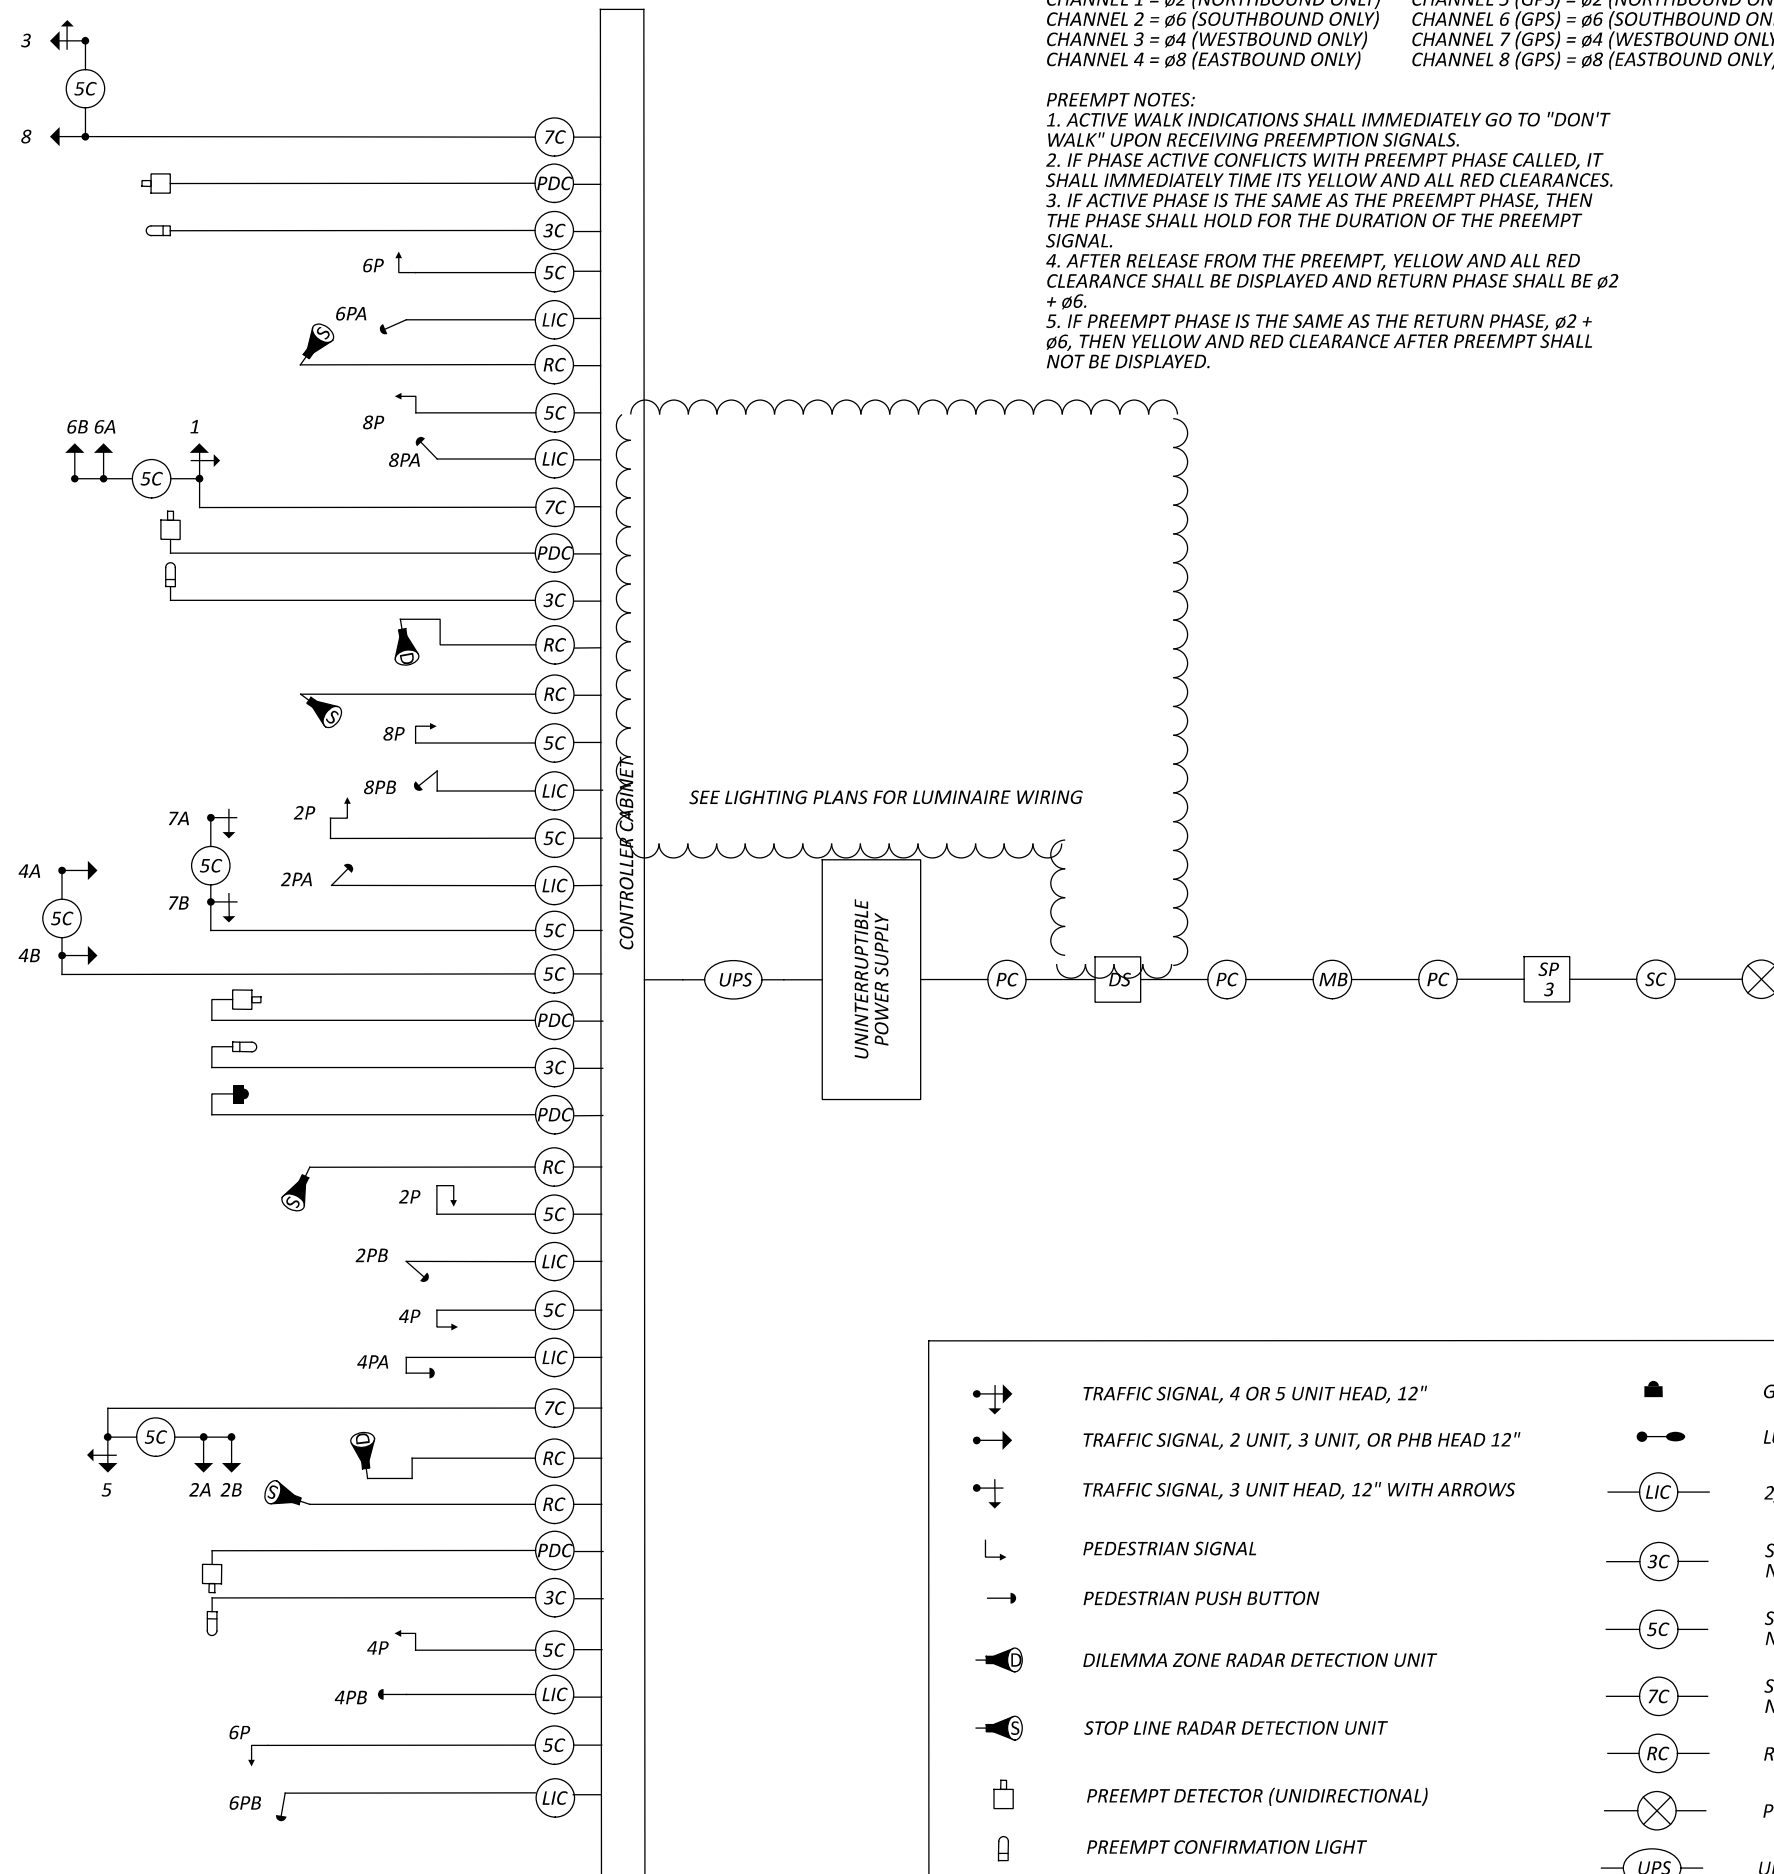 CHANNEL 1 = ø2 (NORTHBOUND ONLY) CHANNEL 5 (GPS) = ø2 (NORTHBOUND ON
CHANNEL 2 = ø6 (SOUTHBOUND ONLY) CHANNEL 6 (GPS) = ø6 (SOUTHBOUND ON
CHANNEL 3 = ø4 (WESTBOUND ONLY) CHANNEL 7 (GPS) = ø4 (WESTBOUND ONLY
CHANNEL 4 = ø8 (EASTBOUND ONLY) CHANNEL 8 (GPS) = ø8 (EASTBOUND ONLY)
PREEMPT NOTES:
1. ACTIVE WALK INDICATIONS SHALL IMMEDIATELY GO TO "DON'T
WALK" UPON RECEIVING PREEMPTION SIGNALS.
2. IF PHASE ACTIVE CONFLICTS WITH PREEMPT PHASE CALLED, IT
SHALL IMMEDIATELY TIME ITS YELLOW AND ALL RED CLEARANCES.
3. IF ACTIVE PHASE IS THE SAME AS THE PREEMPT PHASE, THEN
THE PHASE SHALL HOLD FOR THE DURATION OF THE PREEMPT
SIGNAL.
4. AFTER RELEASE FROM THE PREEMPT, YELLOW AND ALL RED
CLEARANCE SHALL BE DISPLAYED AND RETURN PHASE SHALL BE ø2
+ ø6.
5. IF PREEMPT PHASE IS THE SAME AS THE RETURN PHASE, ø2 +
ø6, THEN YELLOW AND RED CLEARANCE AFTER PREEMPT SHALL
NOT BE DISPLAYED.
3
5C
8
7C
PDC
3C
6P
5C
6PA
LIC
S
RC
8P
5C
8PA
LIC
6B 6A 1
5C
7C
PDC
3C
D
RC
RC
S
8P
5C
8PB
LIC
2P
5C
7A
5C
7B
2PA
LIC
5C
4A
5C
4B
5C
PDC
3C
PDC
RC
S
2P
5C
2PB
LIC
4P
5C
4PA
LIC
7C
5C
5 2A 2B
D
RC
S
RC
PDC
3C
4P
5C
4PB
LIC
6P
5C
6PB
LIC
CONTROLLER CABINET
SEE LIGHTING PLANS FOR LUMINAIRE WIRING
UPS
UNINTERRUPTIBLE
POWER SUPPLY
PC
DS
PC
MB
PC
SP
3
SC
TRAFFIC SIGNAL, 4 OR 5 UNIT HEAD, 12"
TRAFFIC SIGNAL, 2 UNIT, 3 UNIT, OR PHB HEAD 12"
TRAFFIC SIGNAL, 3 UNIT HEAD, 12" WITH ARROWS
PEDESTRIAN SIGNAL
PEDESTRIAN PUSH BUTTON
D DILEMMA ZONE RADAR DETECTION UNIT
S STOP LINE RADAR DETECTION UNIT
PREEMPT DETECTOR (UNIDIRECTIONAL)
PREEMPT CONFIRMATION LIGHT
G
LIC 2
3C S
N
5C S
N
7C S
N
RC R
P
UPS